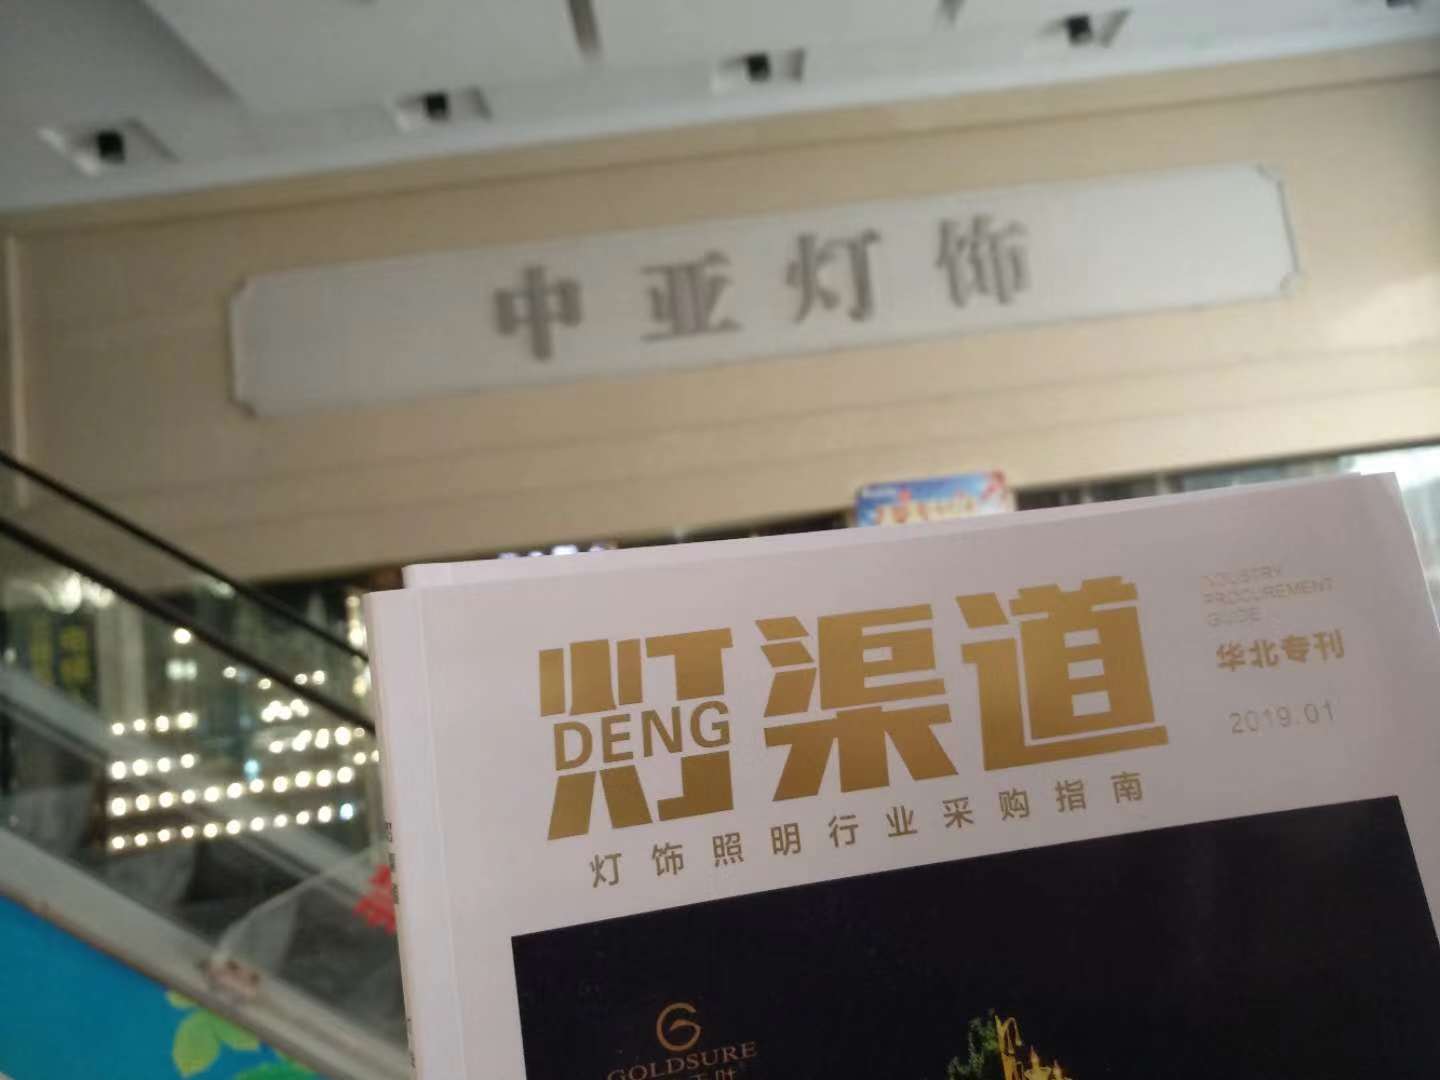 中亚灯饰
灯渠道
DENG
INDUSTRY
PROCUREMENT
GUIDE
华北专刊
2019.01
灯饰照明行业采购指南
GOLDSURE